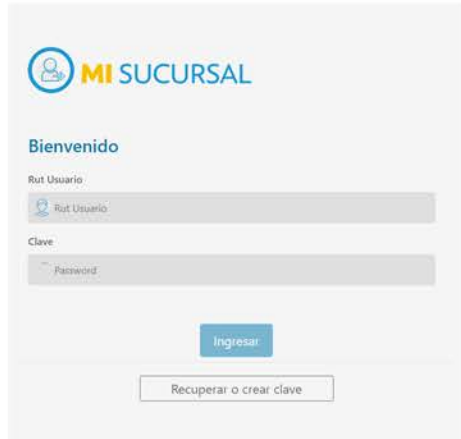 MI SUCURSAL
Bienvenido
Rut Usuario
Rut Usuario
Clave
Password
Ingresar
Recuperar o crear clave